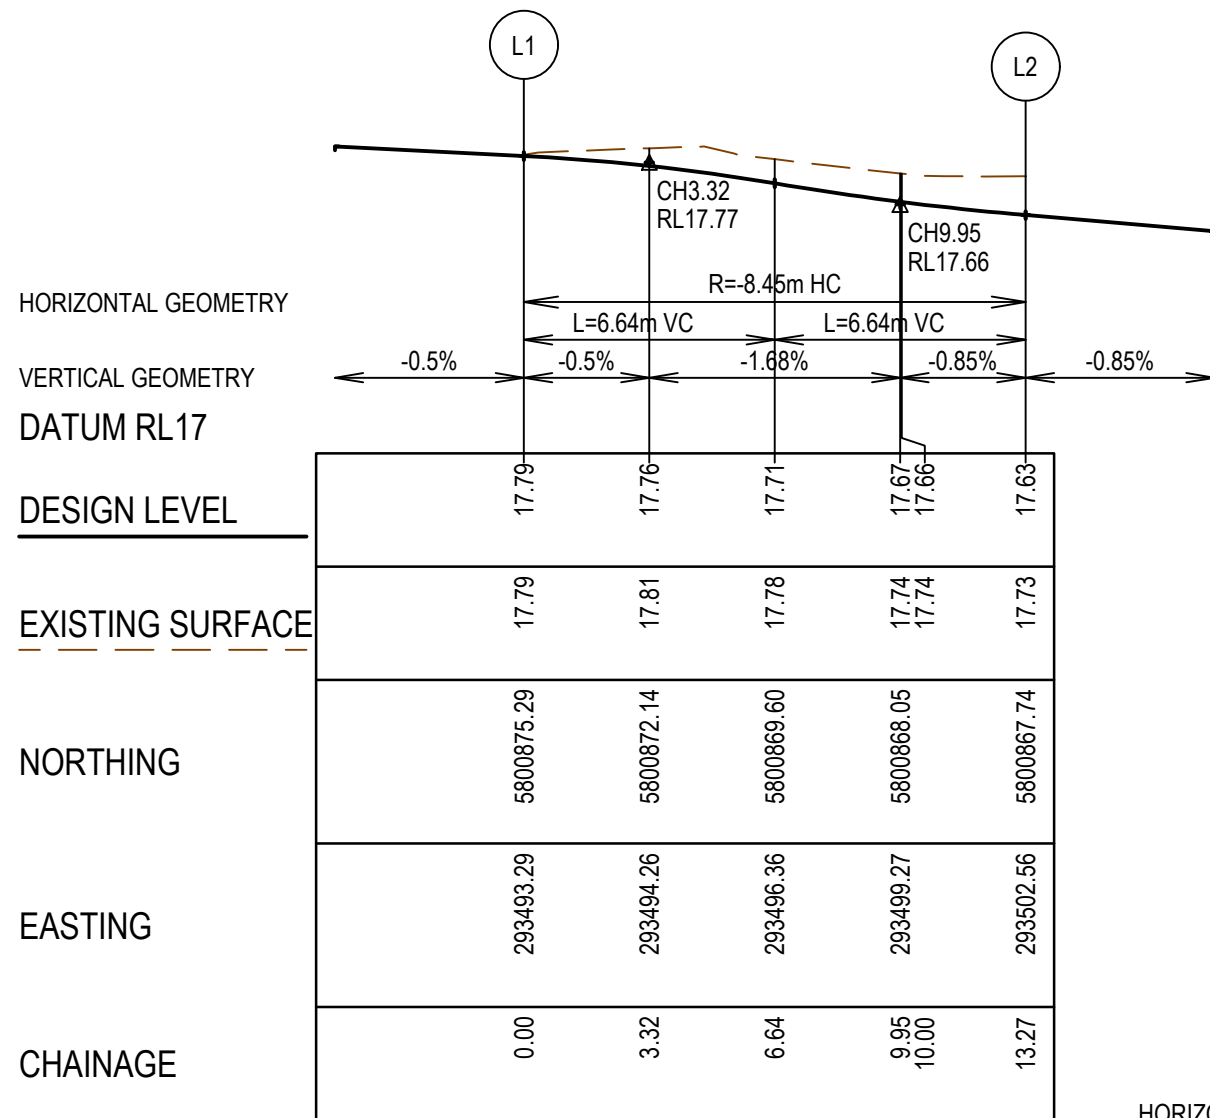 L1
L2
CH3.32
RL17.77
CH9.95
RL17.66
R=-8.45m HC
HORIZONTAL GEOMETRY
L=6.64m VC L=6.64m VC
-0.5% -0.5% -1.68% -0.85% -0.85%
VERTICAL GEOMETRY
DATUM RL17
DESIGN LEVEL 17.79 17.76 17.71 17.67 17.66 17.63
EXISTING SURFACE 17.79 17.81 17.78 17.74 17.74 17.73
NORTHING 5800875.29 5800872.14 5800869.60 5800868.05 5800867.74
EASTING 293493.29 293494.26 293496.36 293499.27 293502.56
CHAINAGE 0.00 3.32 6.64 9.95 10.00 13.27